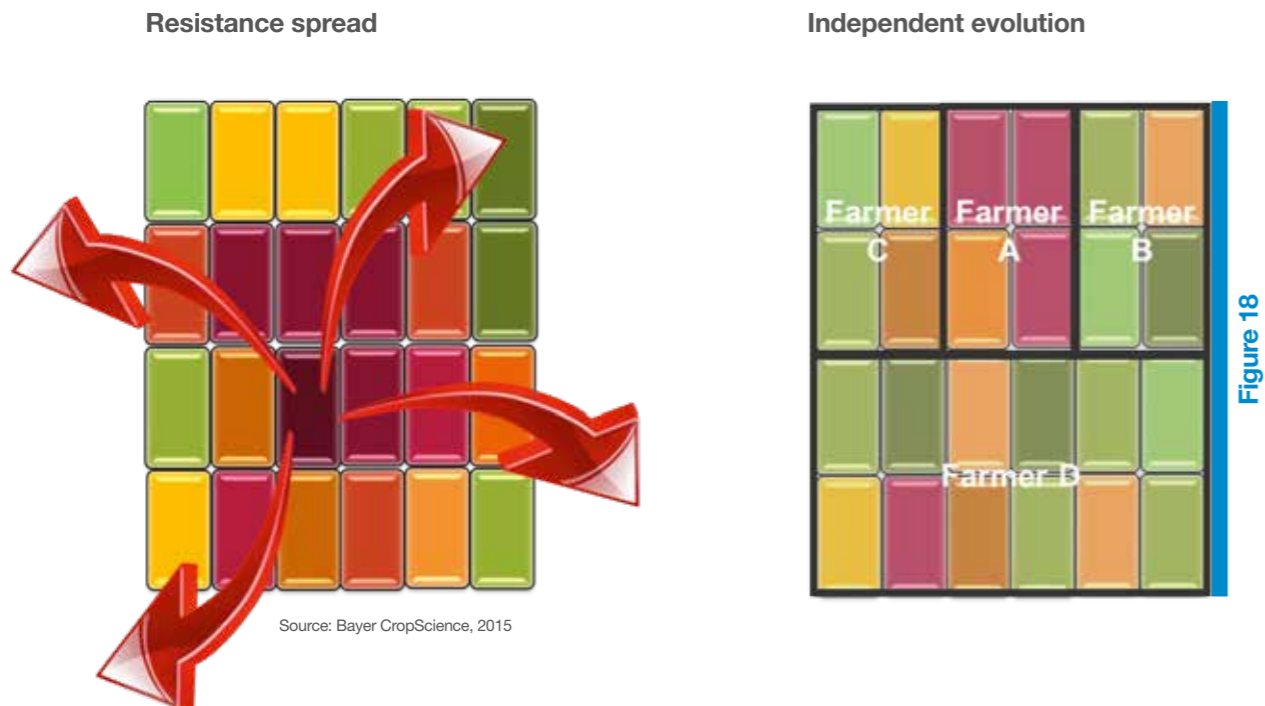 Resistance spread
Independent evolution
Farmer
C
Farmer
A
Farmer
B
Farmer D
Figure 18
Source: Bayer CropScience, 2015